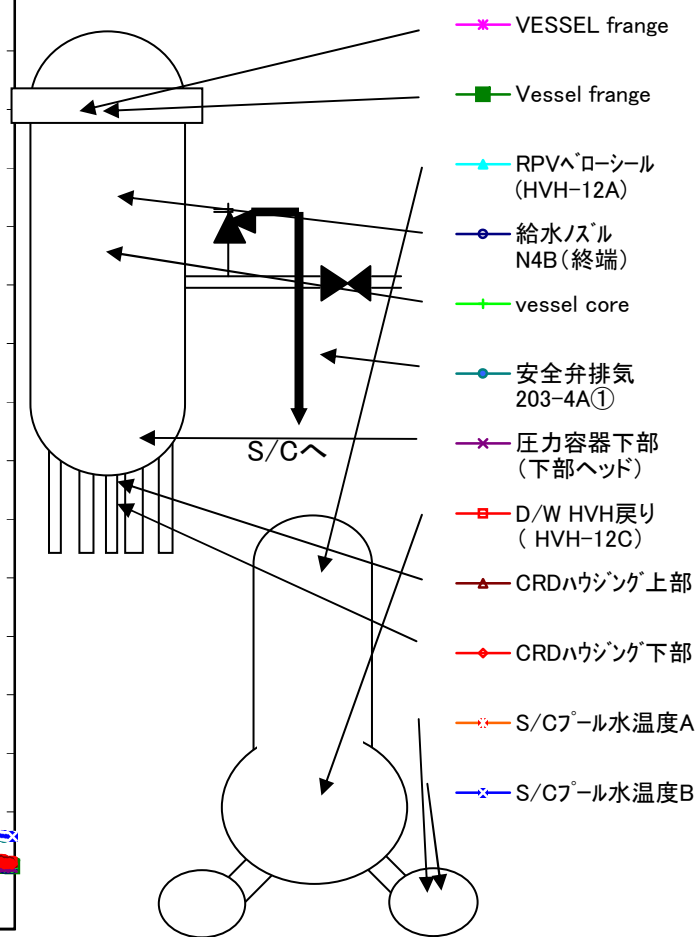 VESSEL frange
Vessel frange
RPVベローシール
(HVH-12A)
給水ノズル
N4B(終端)
vessel core
安全弁排気
203-4A①
圧力容器下部
(下部ヘッド)
D/W HVH戻り
( HVH-12C)
CRDハウジング上部
CRDハウジング下部
S/Cプール水温度A
S/Cプール水温度B
S/Cへ